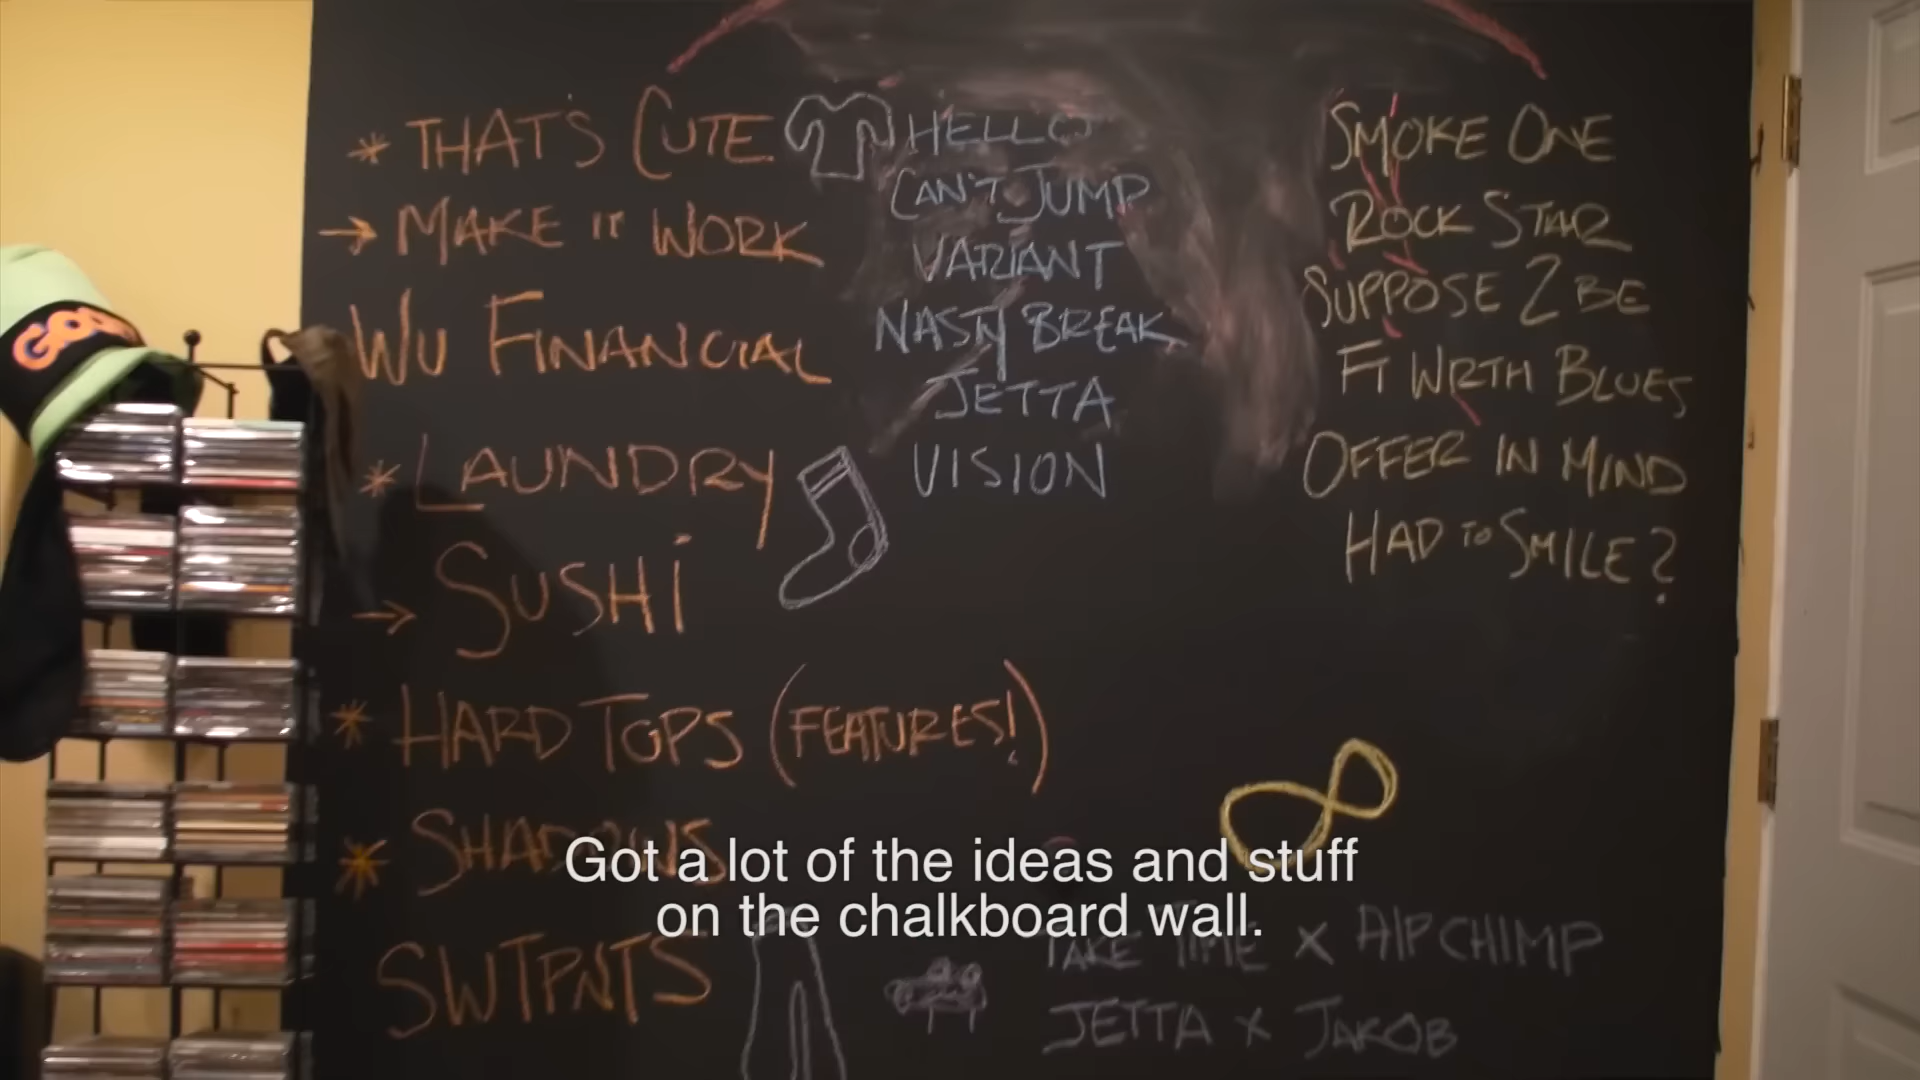 * THAT'S CUTE
→ MAKE IT WORK
WU FINANCIAL
* LAUNDRY
→ SUSHI
* HARD TOPS (FEATURES!)
* SHADOWS
SWTPNTS
HELLO
CAN'T JUMP
VARIANT
NASTY BREAK
JETTA
VISION
SMOKE ONE
ROCK STAR
SUPPOSE 2 BE
FT WRTH BLUES
OFFER IN MIND
HAD TO SMILE?
TAKE TIME X AIPCHIMP
JETTA X JAKOB
Got a lot of the ideas and stuff
on the chalkboard wall.